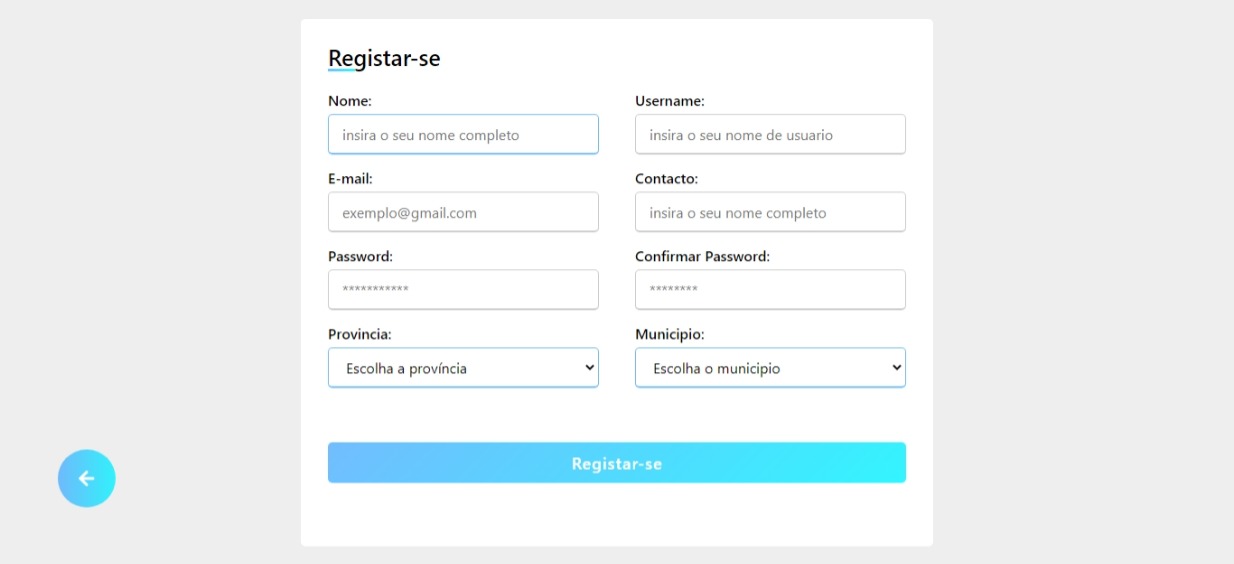 Registar-se
Nome:
Username:
insira o seu nome completo
insira o seu nome de usuario
E-mail:
Contacto:
exemplo@gmail.com
insira o seu nome completo
Password:
Confirmar Password:
***********
********
Provincia:
Municipio:
Escolha a província
Escolha o municipio
Registar-se